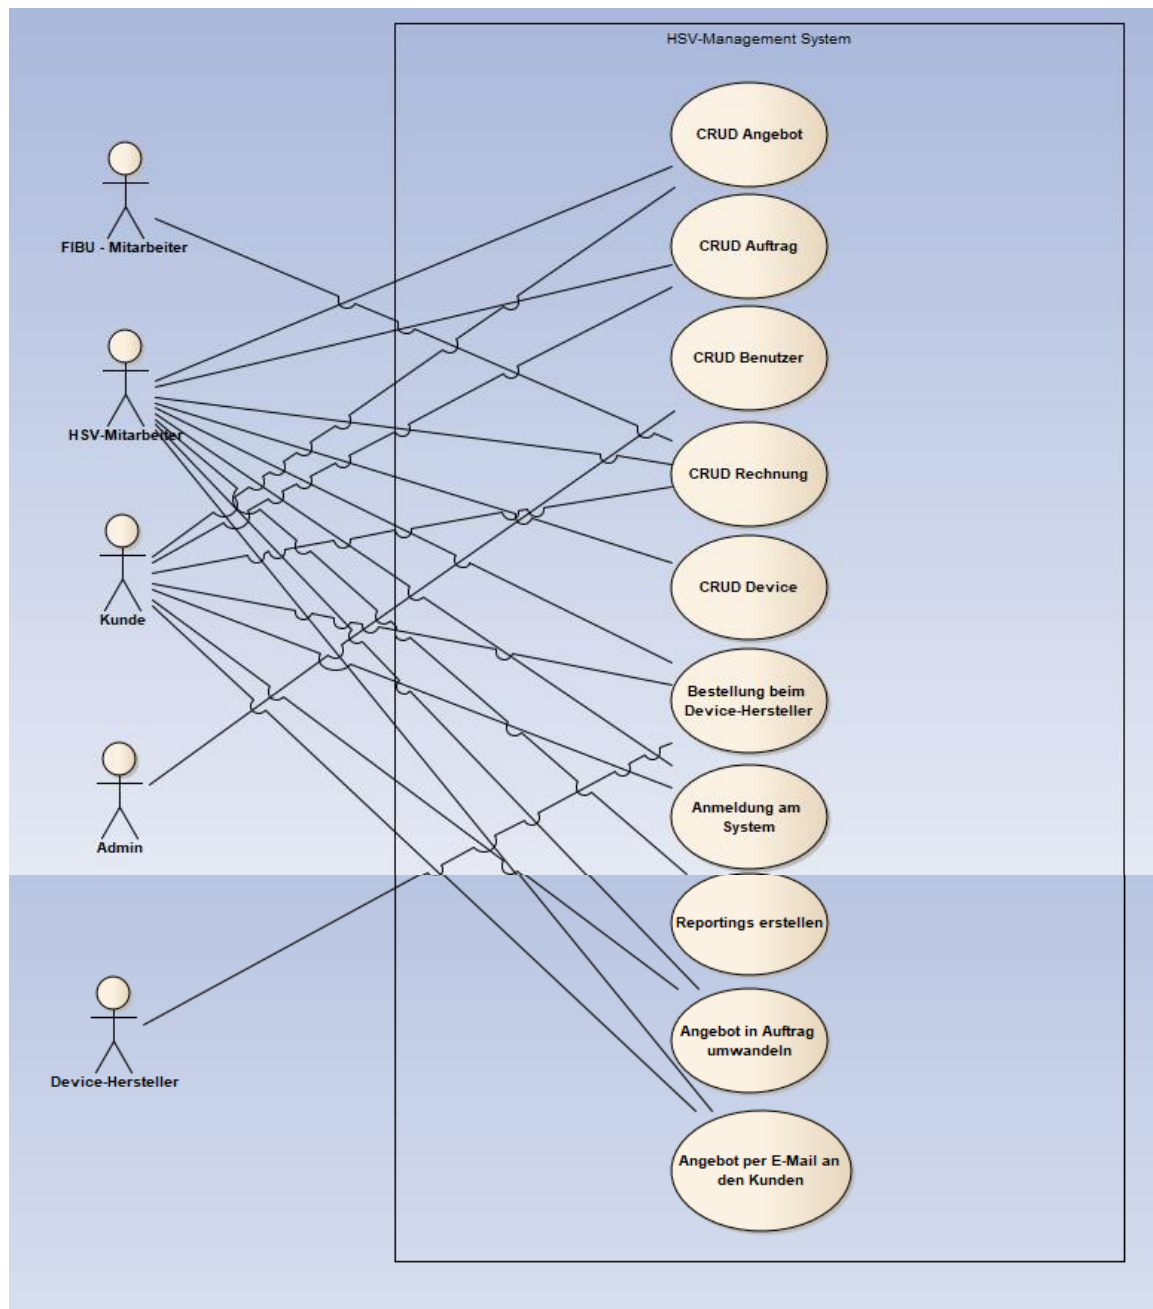 HSV-Management System
CRUD Angebot
FIBU - Mitarbeiter
CRUD Auftrag
CRUD Benutzer
HSV-Mitarbeiter
CRUD Rechnung
CRUD Device
Kunde
Bestellung beim
Device-Hersteller
Anmeldung am
System
Admin
Reportings erstellen
Angebot in Auftrag
umwandeln
Device-Hersteller
Angebot per E-Mail an
den Kunden